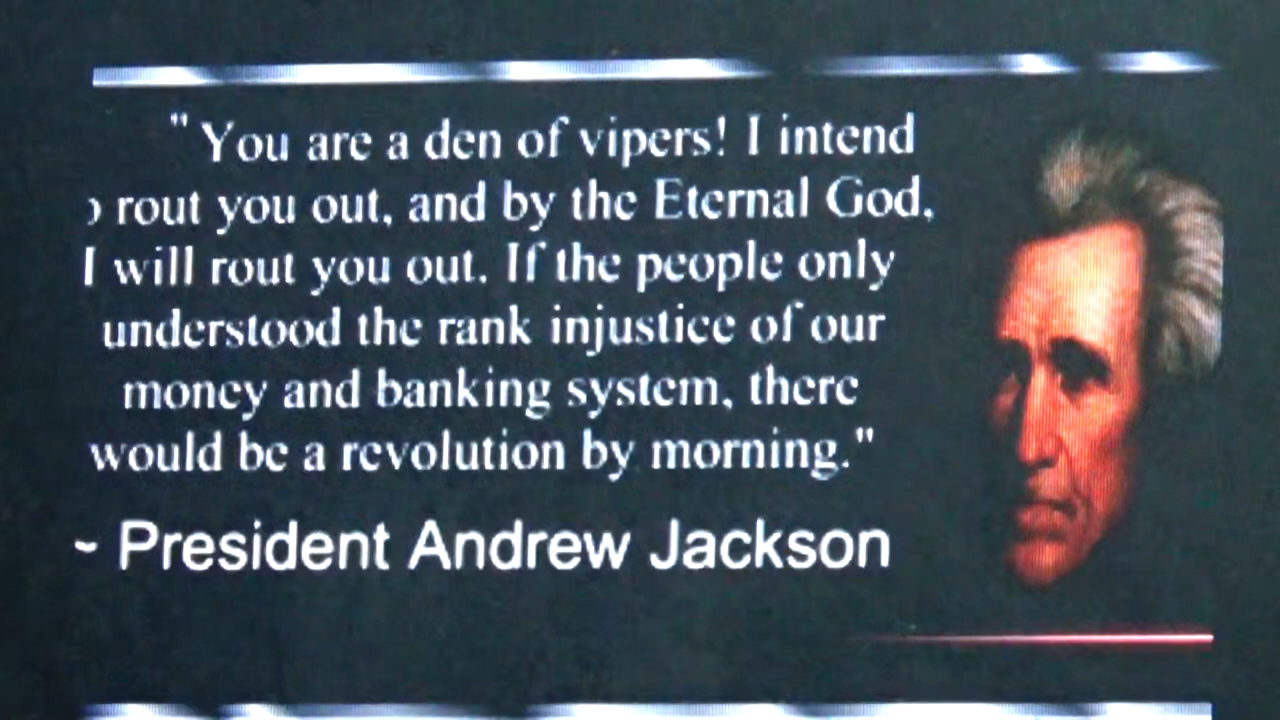 "You are a den of vipers! I intend
rout you out, and by the Eternal God,
I will rout you out. If the people only
understood the rank injustice of our
money and banking system, there
would be a revolution by morning."
~ President Andrew Jackson